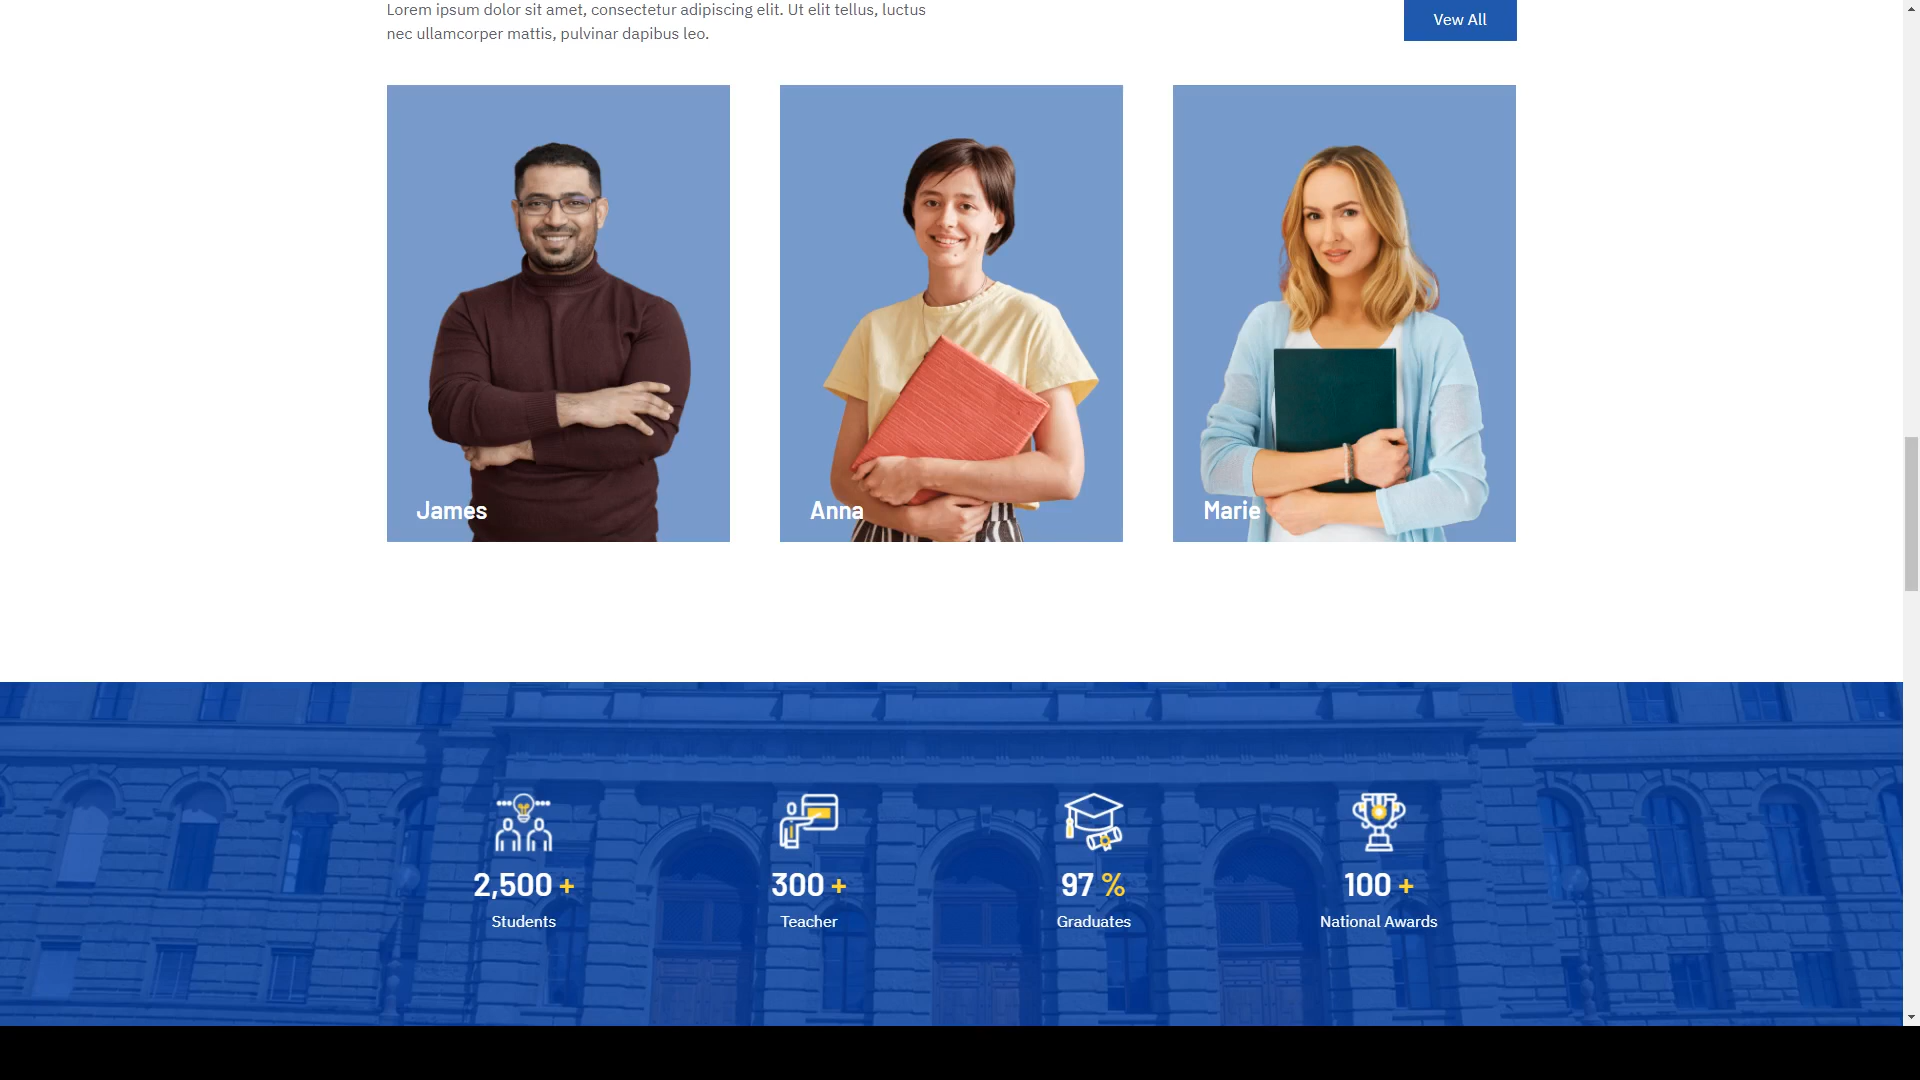 Lorem ipsum dolor sit amet, consectetur adipiscing elit. Ut elit tellus, luctus
nec ullamcorper mattis, pulvinar dapibus leo.
Vew All
James
Anna
Marie
2,500 +
Students
300 +
Teacher
97 %
Graduates
100 +
National Awards